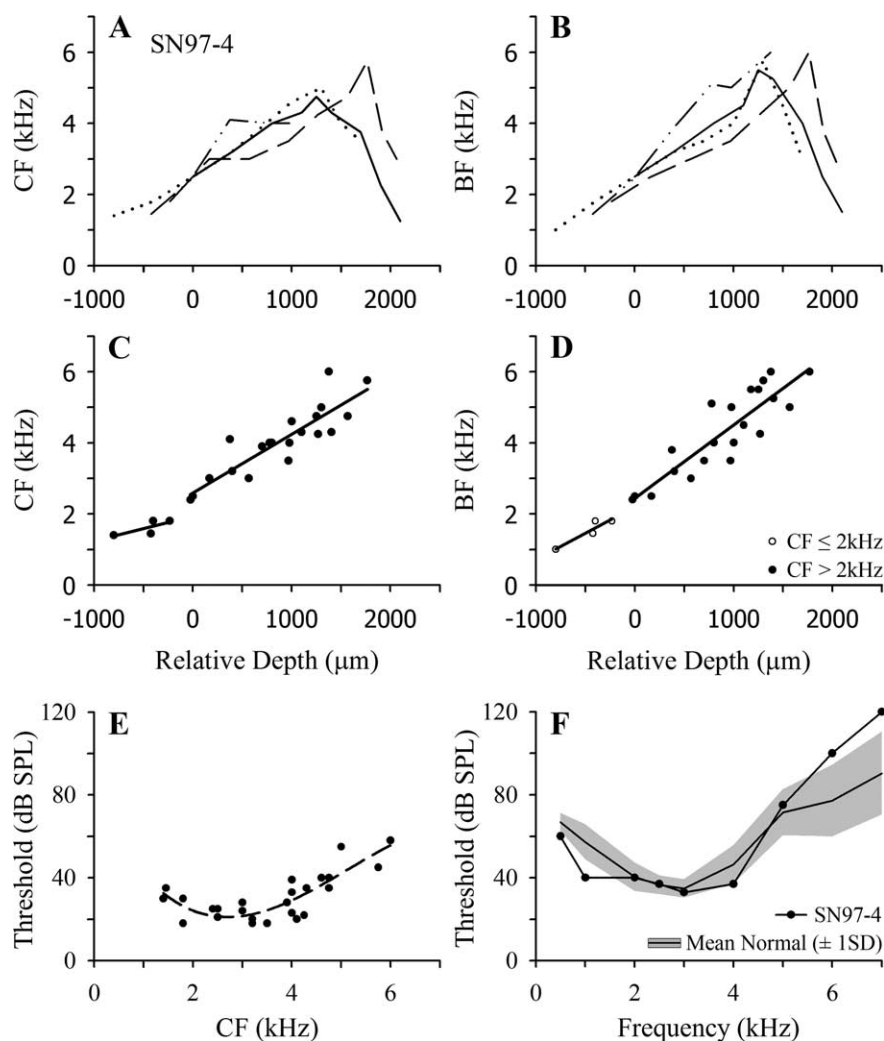 A
SN97-4
CF (kHz)
6
4
2
0
-1000 0 1000 2000
B
BF (kHz)
6
4
2
0
-1000 0 1000 2000
C
CF (kHz)
6
4
2
0
-1000 0 1000 2000
Relative Depth (μm)
D
BF (kHz)
6
4
2
0
CF ≤ 2kHz
CF > 2kHz
-1000 0 1000 2000
Relative Depth (μm)
E
Threshold (dB SPL)
120
80
40
0
0 2 4 6
CF (kHz)
F
Threshold (dB SPL)
120
80
40
0
SN97-4
Mean Normal (± 1SD)
0 2 4 6
Frequency (kHz)